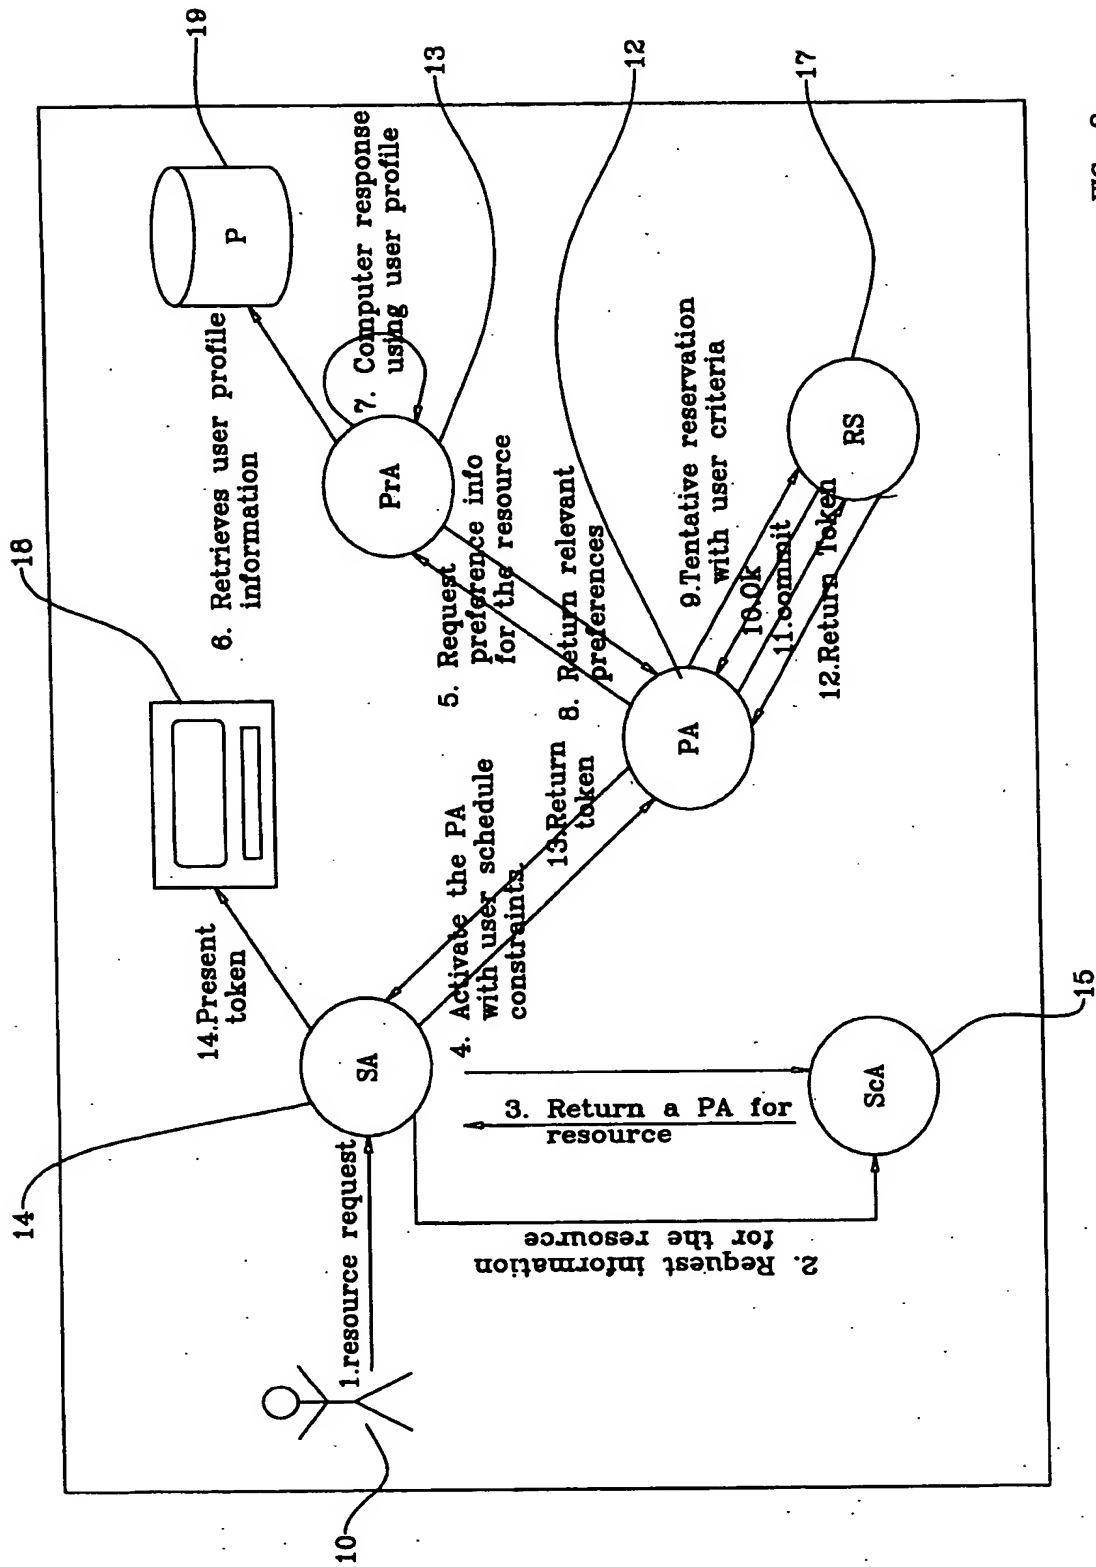 18
19
14
13
12
17
15
10
1.resource request
2. Request information
for the resource
3. Return a PA for
resource
4. Activate the PA
with user schedule
constraints.
5. Request
preference info
for the resource
6. Retrieves user profile
information
7. Computer response
using user profile
8. Return relevant
preferences
9.Tentative reservation
with user criteria
10.Ok
11.commit
12.Return Token
13.Return
token
14.Present
token
SA
ScA
PA
PrA
P
RS
FIG.